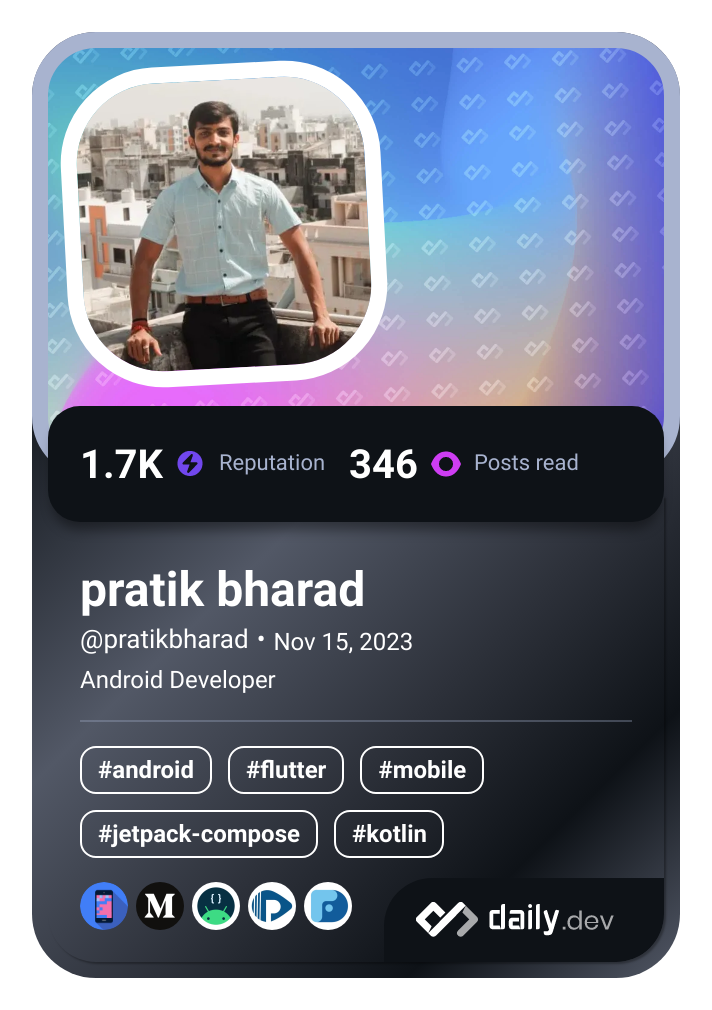 1.7K Reputation 346 Posts read
pratik bharad
@pratikbharad • Nov 15, 2023
Android Developer
#android #flutter #mobile
#jetpack-compose #kotlin
M {} P
daily.dev